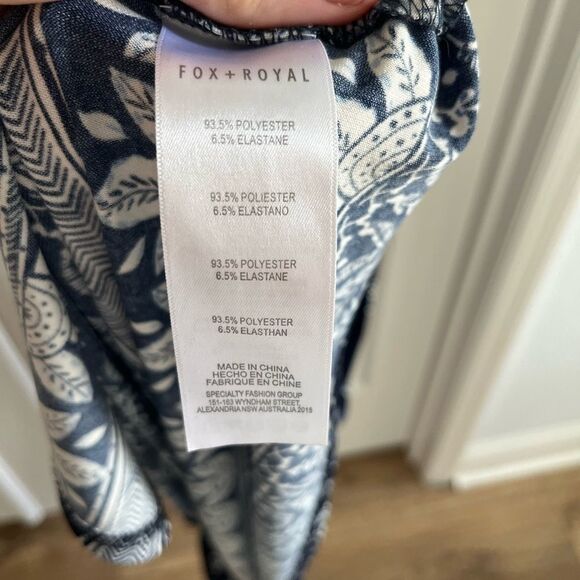 FOX + ROYAL
93.5% POLYESTER
6.5% ELASTANE
93.5% POLIESTER
6.5% ELASTANO
93.5% POLYESTER
6.5% ELASTANE
93.5% POLYESTER
6.5% ELASTHAN
MADE IN CHINA
HECHO EN CHINA
FABRIQUE EN CHINE
SPECIALTY FASHION GROUP
151-163 WYNDHAM STREET,
ALEXANDRIA NSW AUSTRALIA 2015